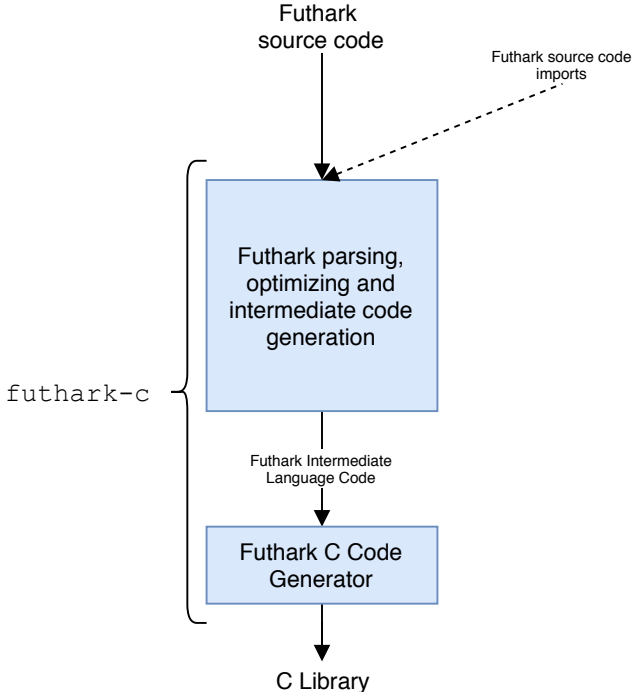 Futhark
source code
Futhark source code
imports
Futhark parsing,
optimizing and
intermediate code
generation
futhark-c
Futhark Intermediate
Language Code
Futhark C Code
Generator
C Library